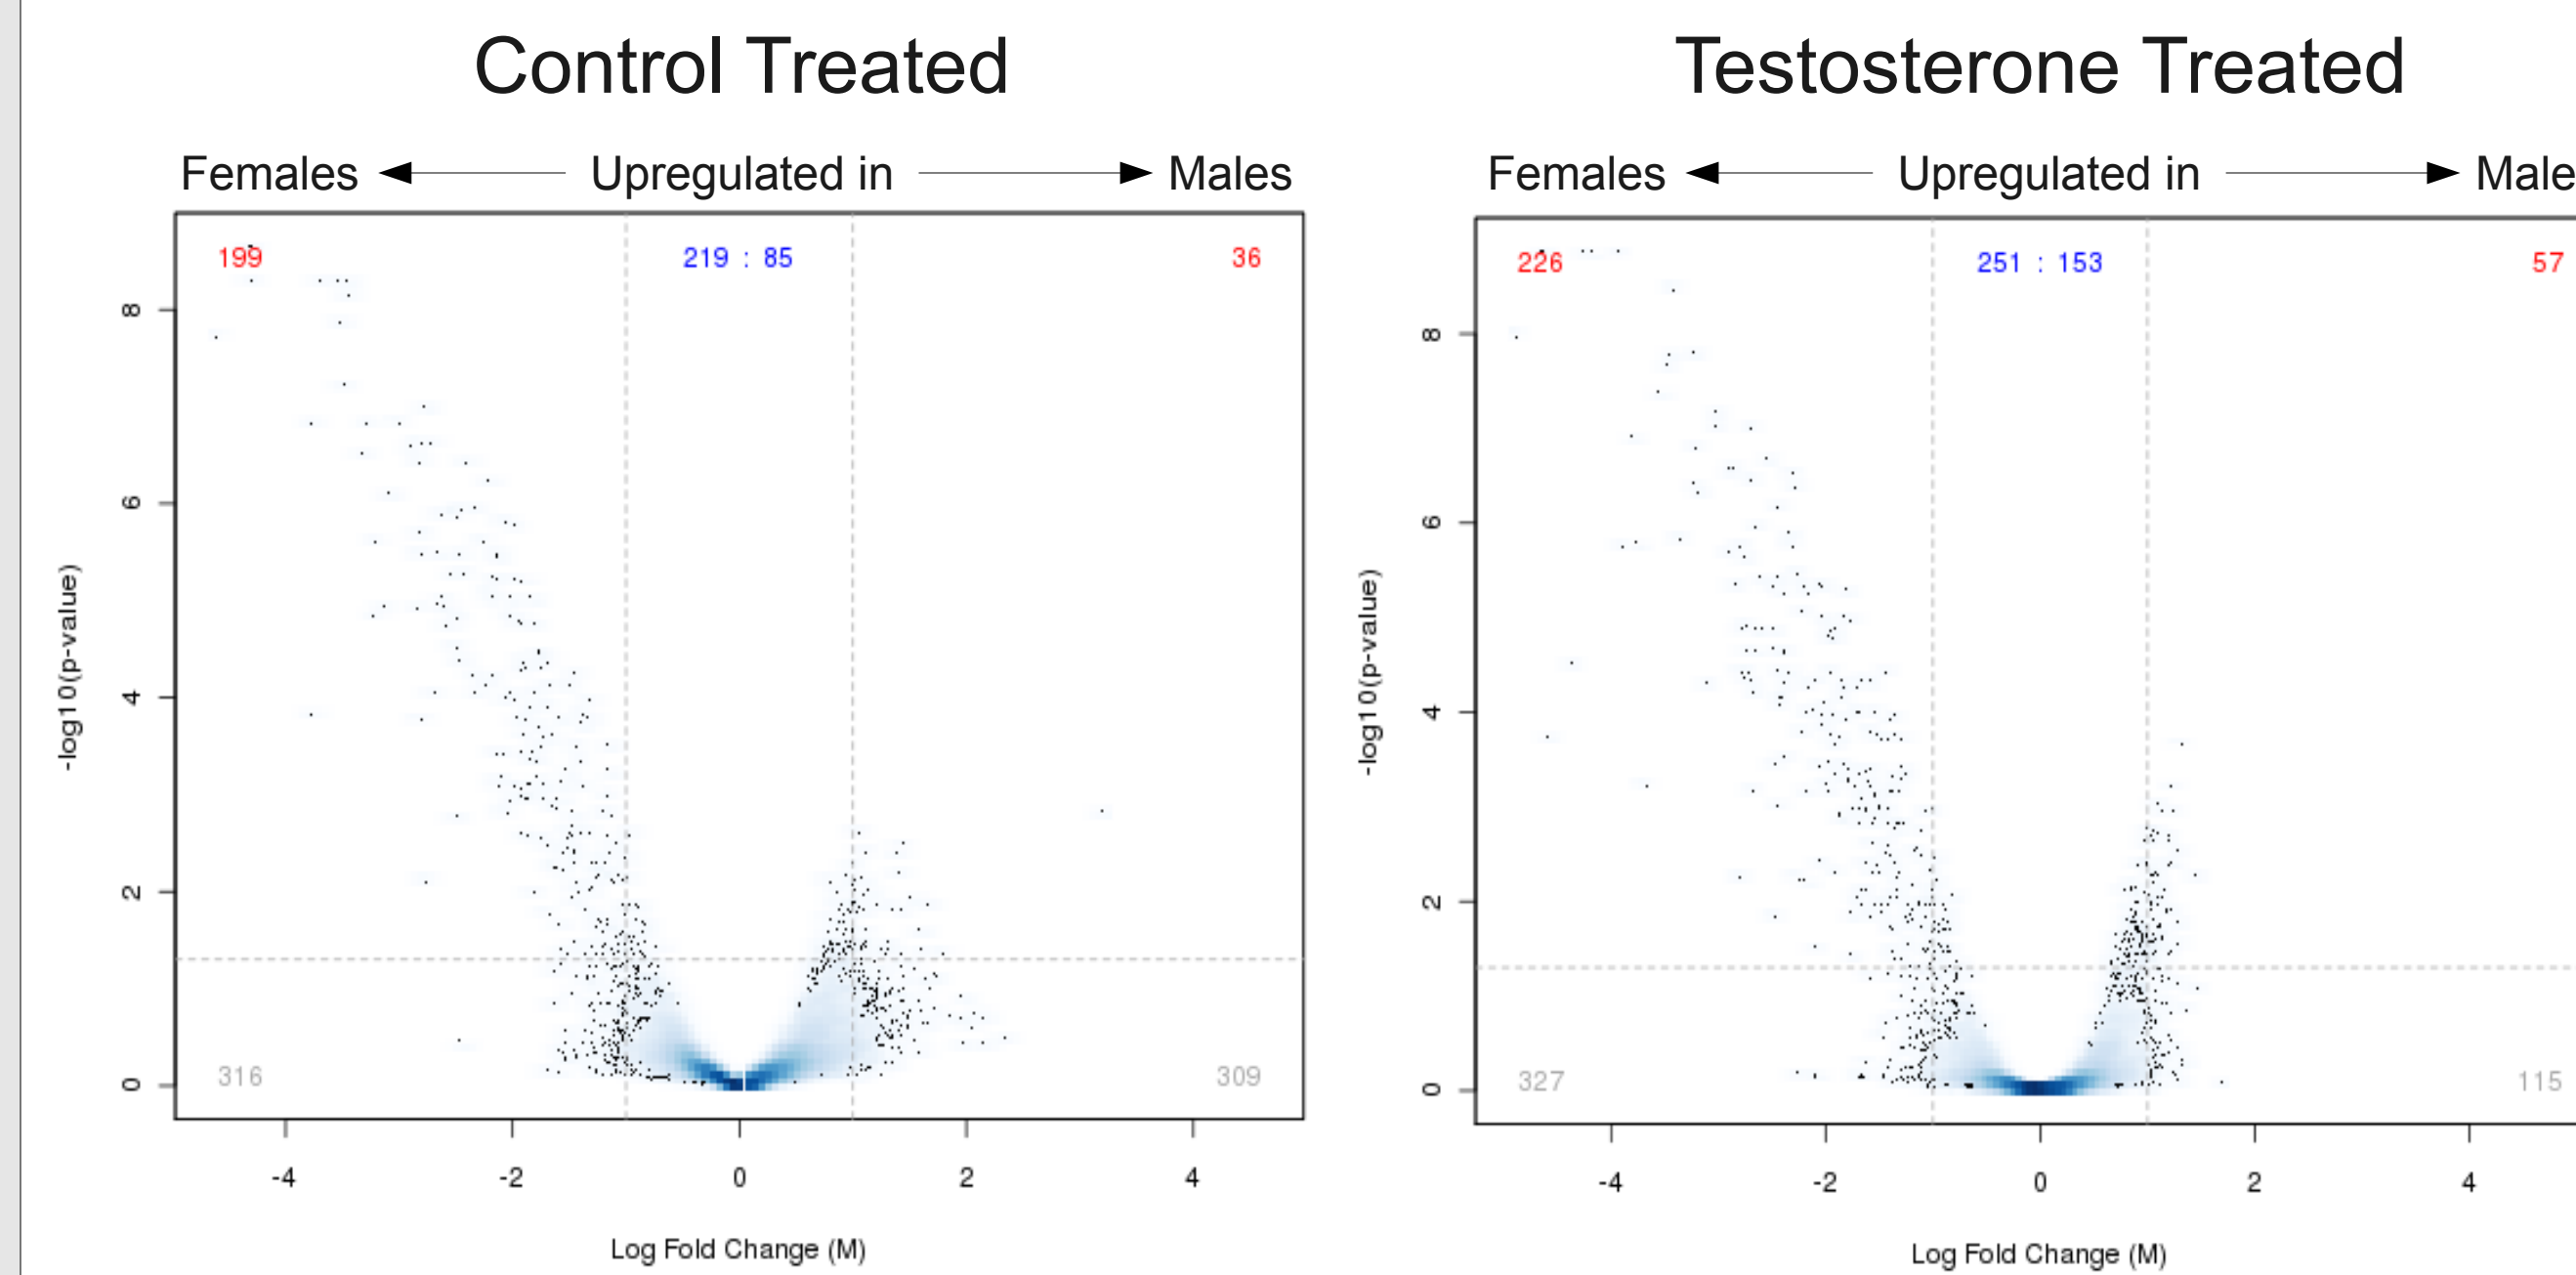 Control Treated
Females Upregulated in Males
199 219 : 85 36
8
6
4
2
0
-log10(p-value)
316 309
-4 -2 0 2 4
Log Fold Change (M)
Testosterone Treated
Females Upregulated in Male
226 251 : 153 57
8
6
4
2
0
-log10(p-value)
327 115
-4 -2 0 2 4
Log Fold Change (M)